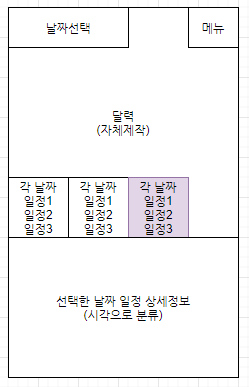 날짜선택
메뉴
달력
(자체제작)
각 날짜
일정1
일정2
일정3
각 날짜
일정1
일정2
일정3
각 날짜
일정1
일정2
일정3
선택한 날짜 일정 상세정보
(시각으로 분류)